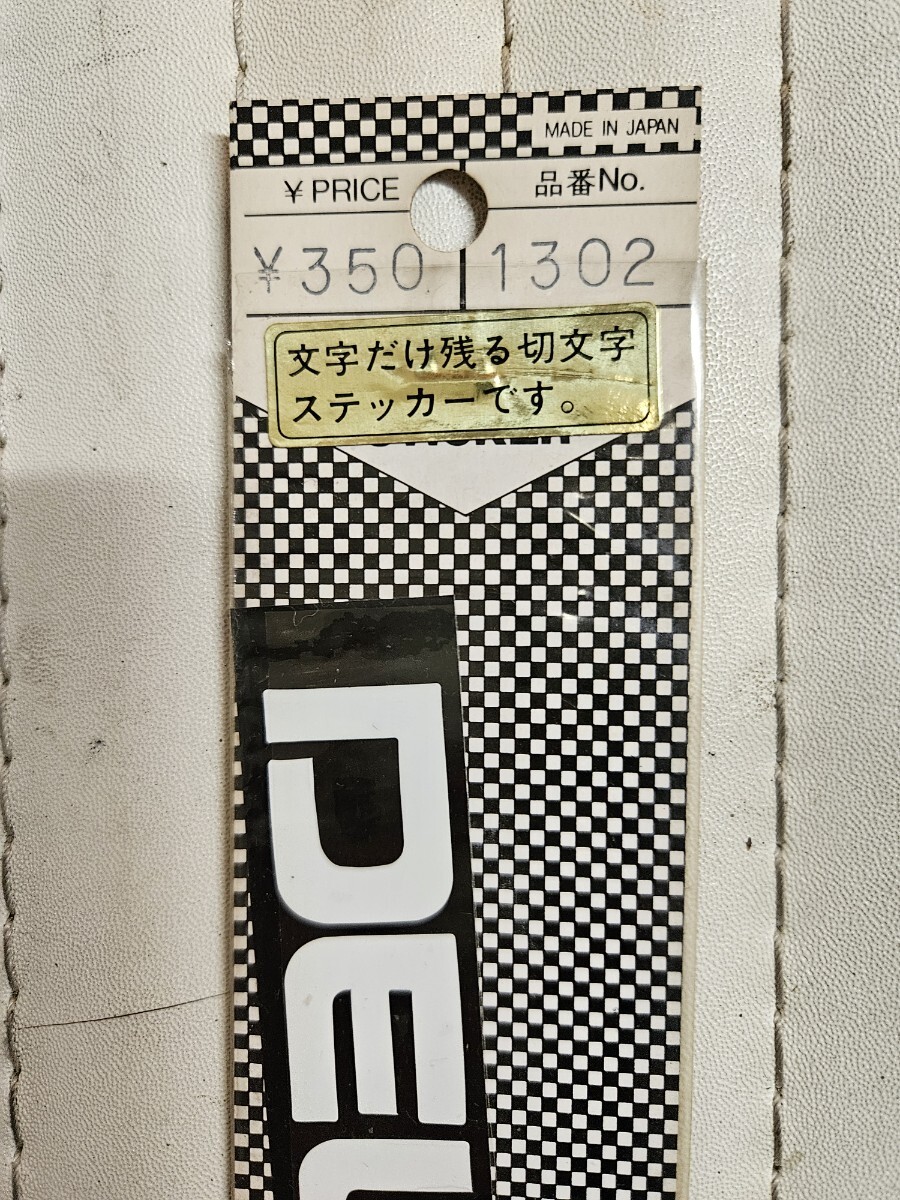 MADE IN JAPAN
¥PRICE
品番No.
¥350
1302
文字だけ残る切文字
ステッカーです。
PE